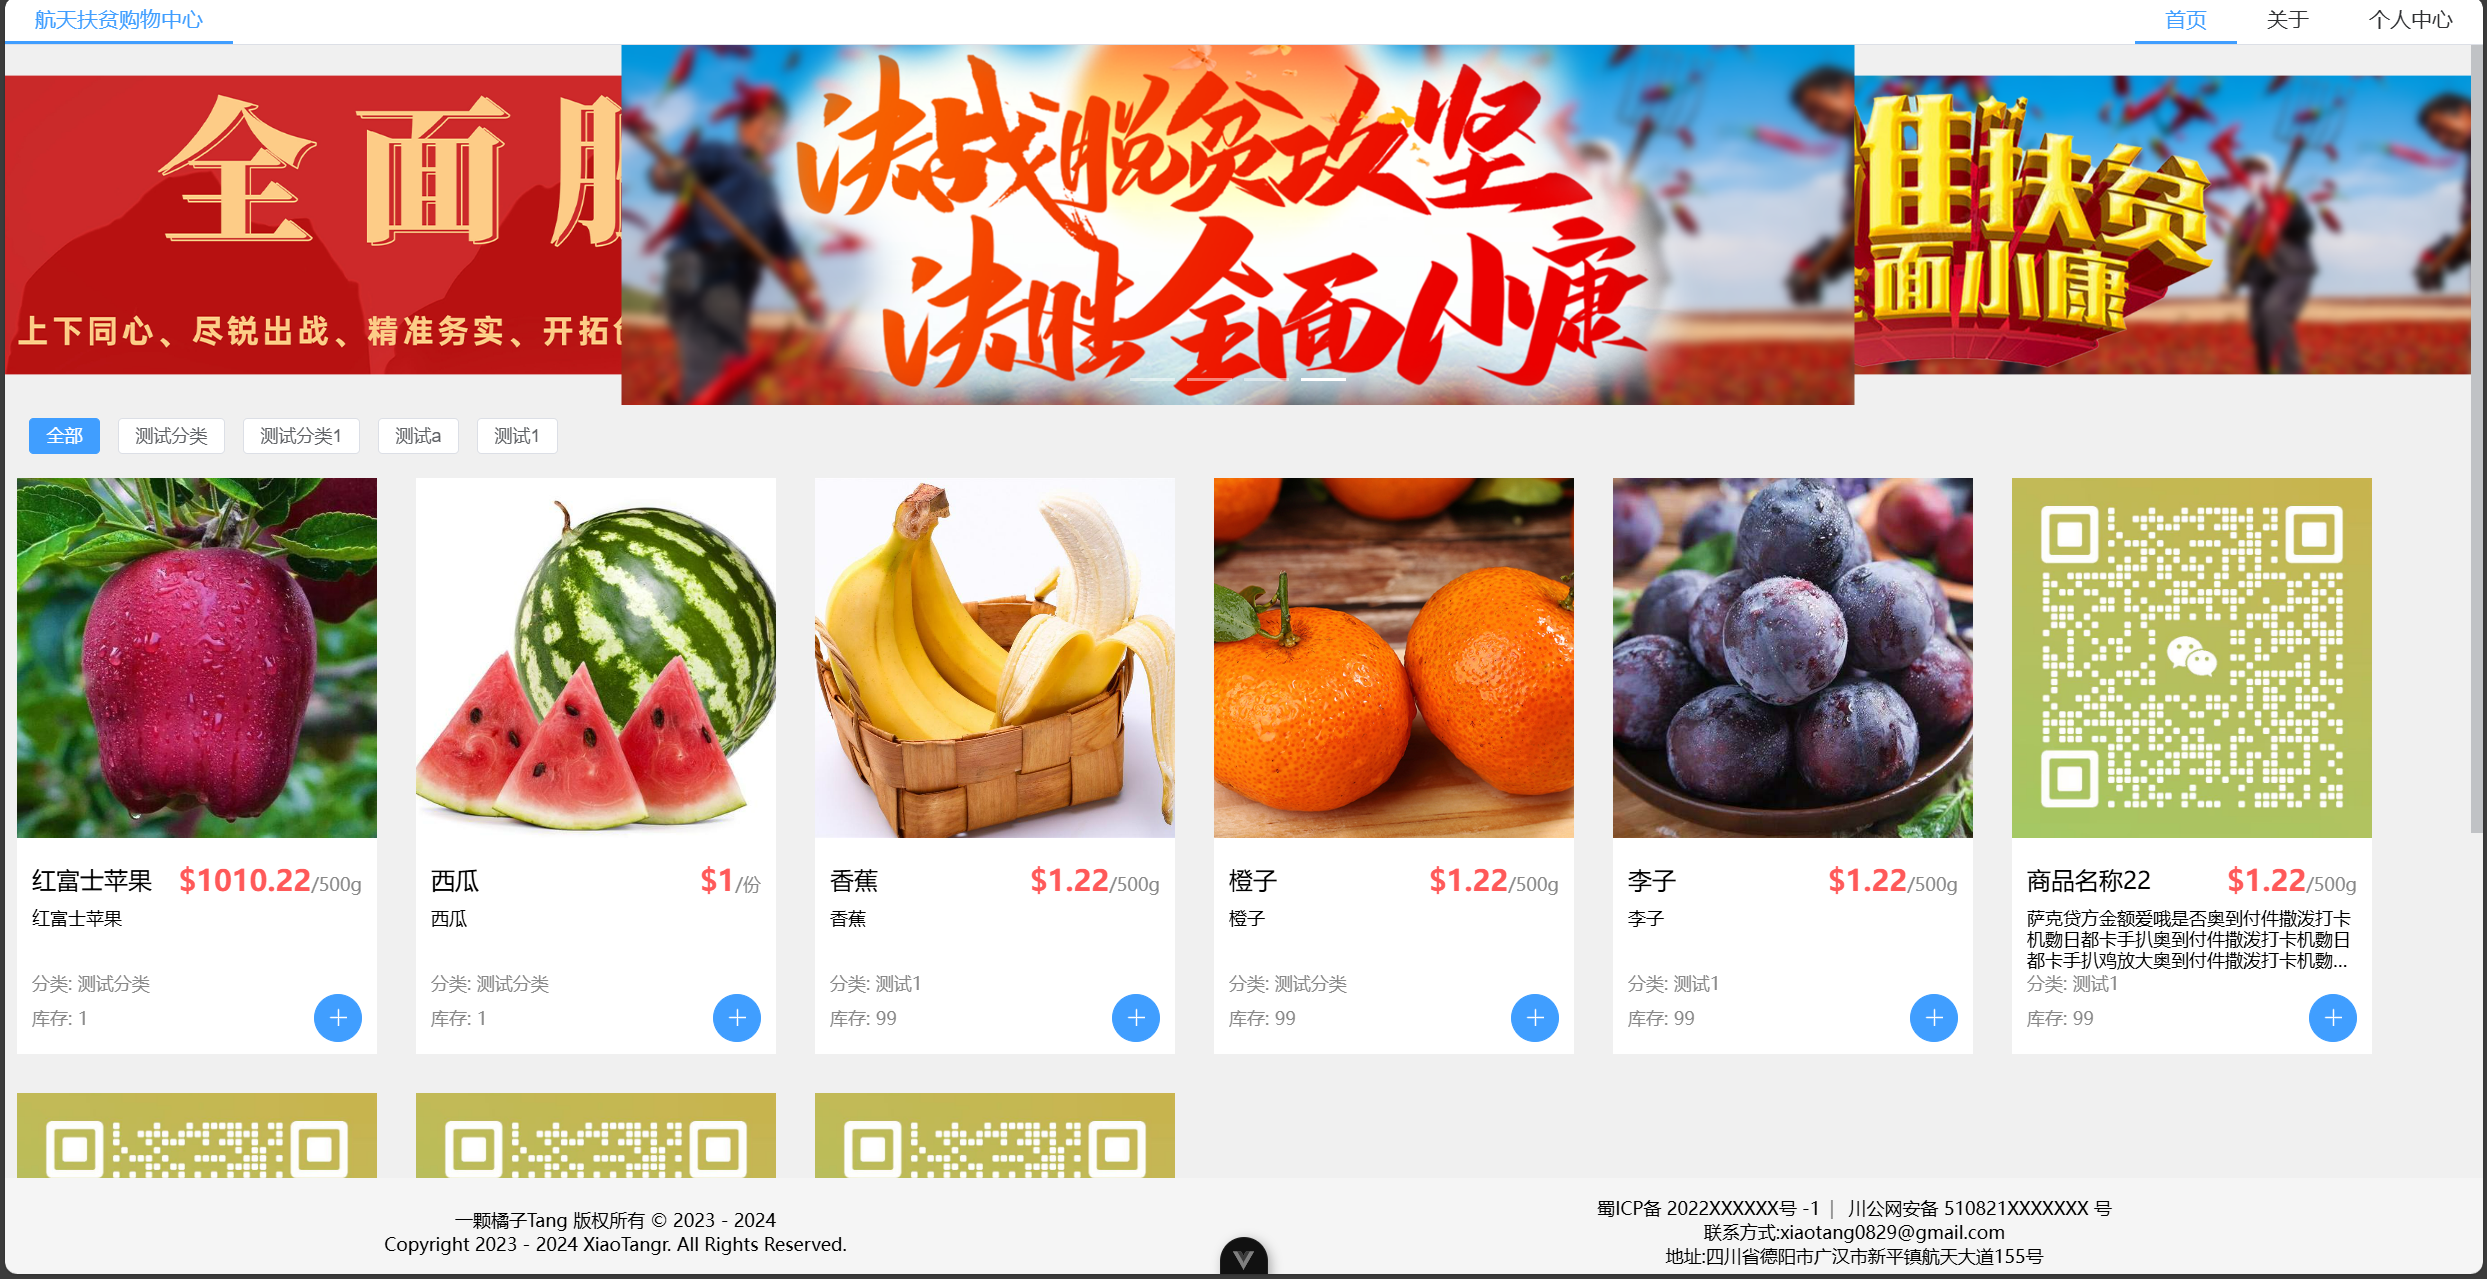 航天扶贫购物中心
首页
关于
个人中心
全面脱
上下同心、尽锐出战、精准务实、开拓
决战脱贫攻坚
决胜全面小康
准扶贫
全面小康
全部
测试分类
测试分类1
测试a
测试1
红富士苹果 $1010.22/500g
红富士苹果
分类: 测试分类
库存: 1
西瓜 $1/份
西瓜
分类: 测试分类
库存: 1
香蕉 $1.22/500g
香蕉
分类: 测试1
库存: 99
橙子 $1.22/500g
橙子
分类: 测试分类
库存: 99
李子 $1.22/500g
李子
分类: 测试1
库存: 99
商品名称22 $1.22/500g
萨克贷方金额爱哦是否奥到付件撒泼打卡
机勠日都卡手扒奥到付件撒泼打卡机勠日
都卡手扒鸡放大奥到付件撒泼打卡机勠...
分类: 测试1
库存: 99
一颗橘子Tang 版权所有 © 2023 - 2024
Copyright 2023 - 2024 XiaoTangr. All Rights Reserved.
蜀ICP备 2022XXXXXX号 -1 | 川公网安备 510821XXXXXXX 号
联系方式:xiaotang0829@gmail.com
地址:四川省德阳市广汉市新平镇航天大道155号